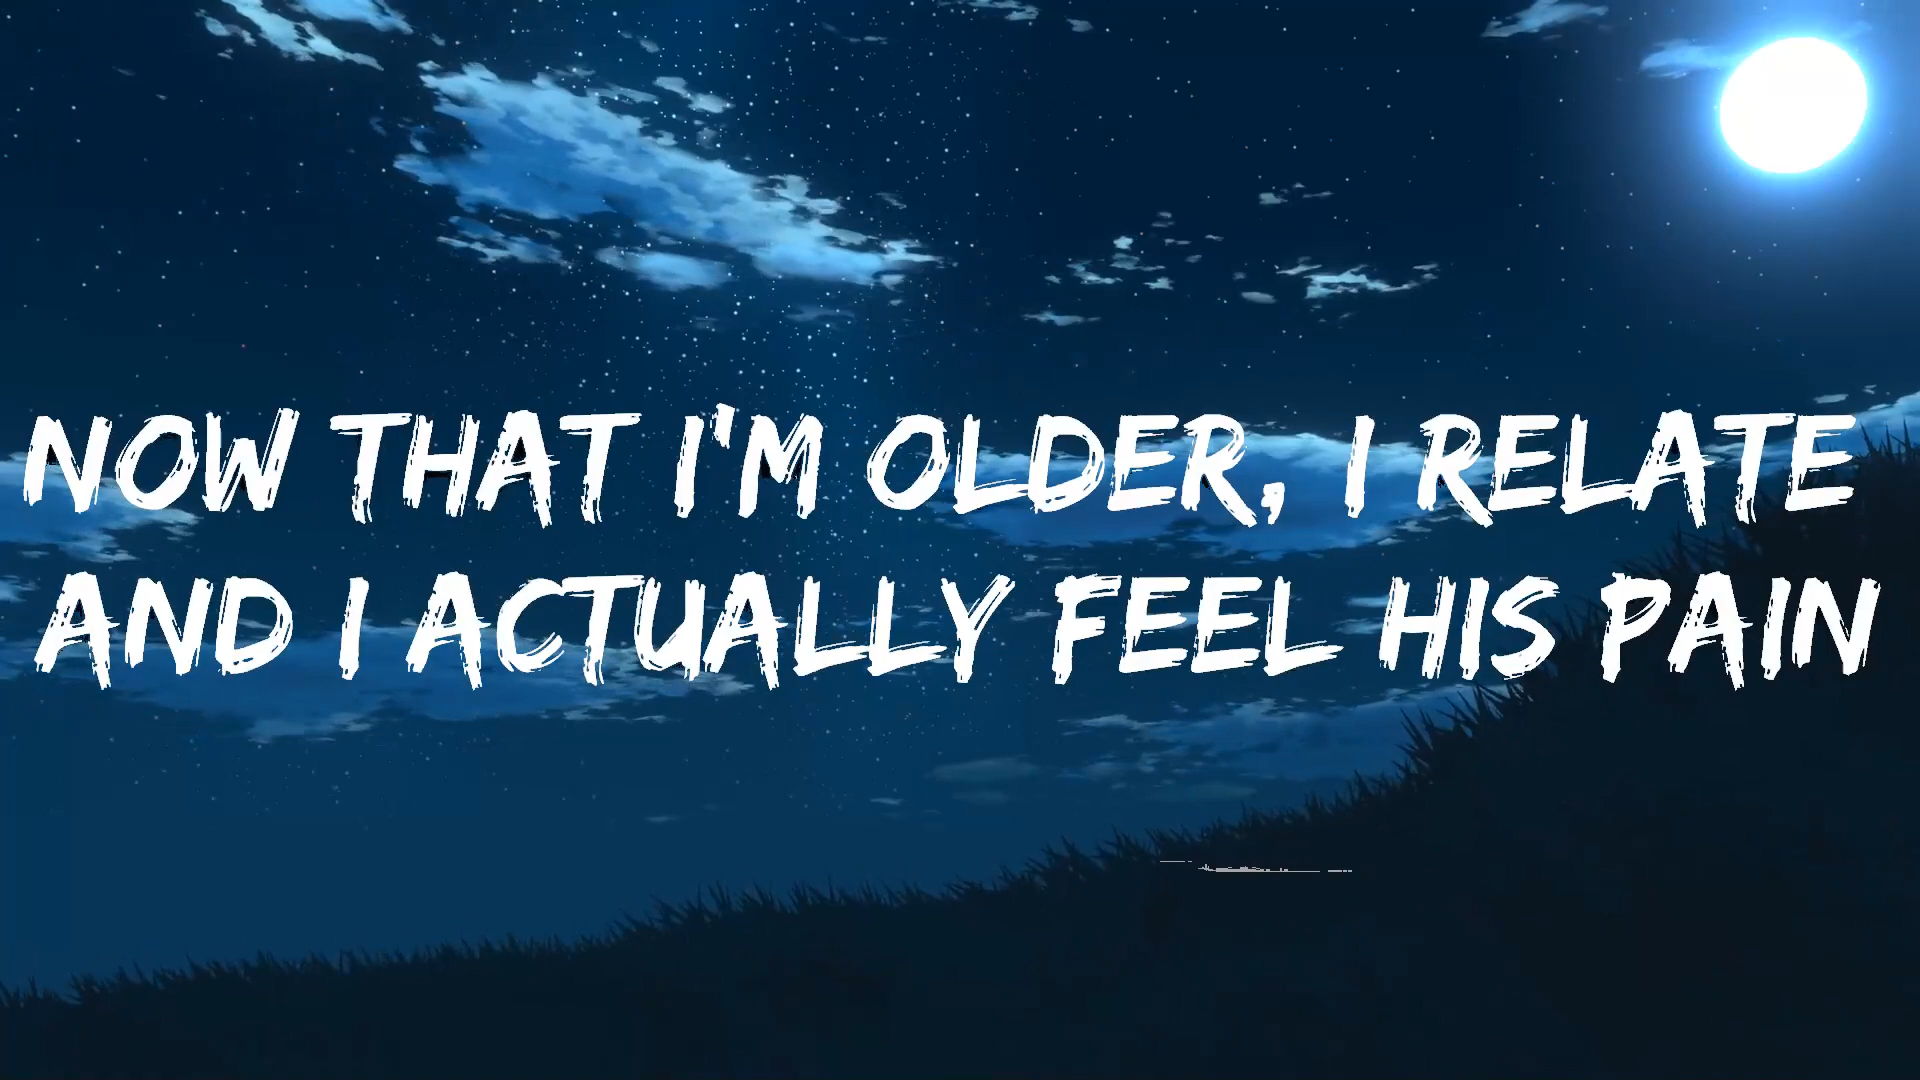 NOW THAT I'M OLDER, I RELATE
AND I ACTUALLY FEEL HIS PAIN